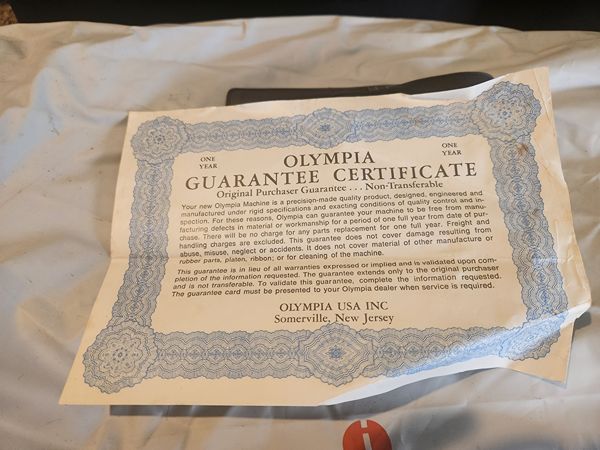 ONE
YEAR
ONE
YEAR
OLYMPIA
GUARANTEE CERTIFICATE
Original Purchaser Guarantee . . . Non-Transferable
Your new Olympia Machine is a precision-made quality product, designed, engineered and
manufactured under rigid specifications and exacting conditions of quality control and in-
spection. For these reasons, Olympia can guarantee your machine to be free from manu-
facturing defects in material or workmanship for a period of one full year from date of pur-
chase. There will be no charge for any parts replacement for one full year. Freight and
handling charges are excluded. This guarantee does not cover damage resulting from
abuse, misuse, neglect or accidents. It does not cover material of other manufacture or
rubber parts, platen, ribbon; or for cleaning of the machine.
This guarantee is in lieu of all warranties expressed or implied and is validated upon com-
pletion of the information requested. The guarantee extends only to the original purchaser
and is not transferable. To validate this guarantee, complete the information requested.
The guarantee card must be presented to your Olympia dealer when service is required.
OLYMPIA USA INC
Somerville, New Jersey